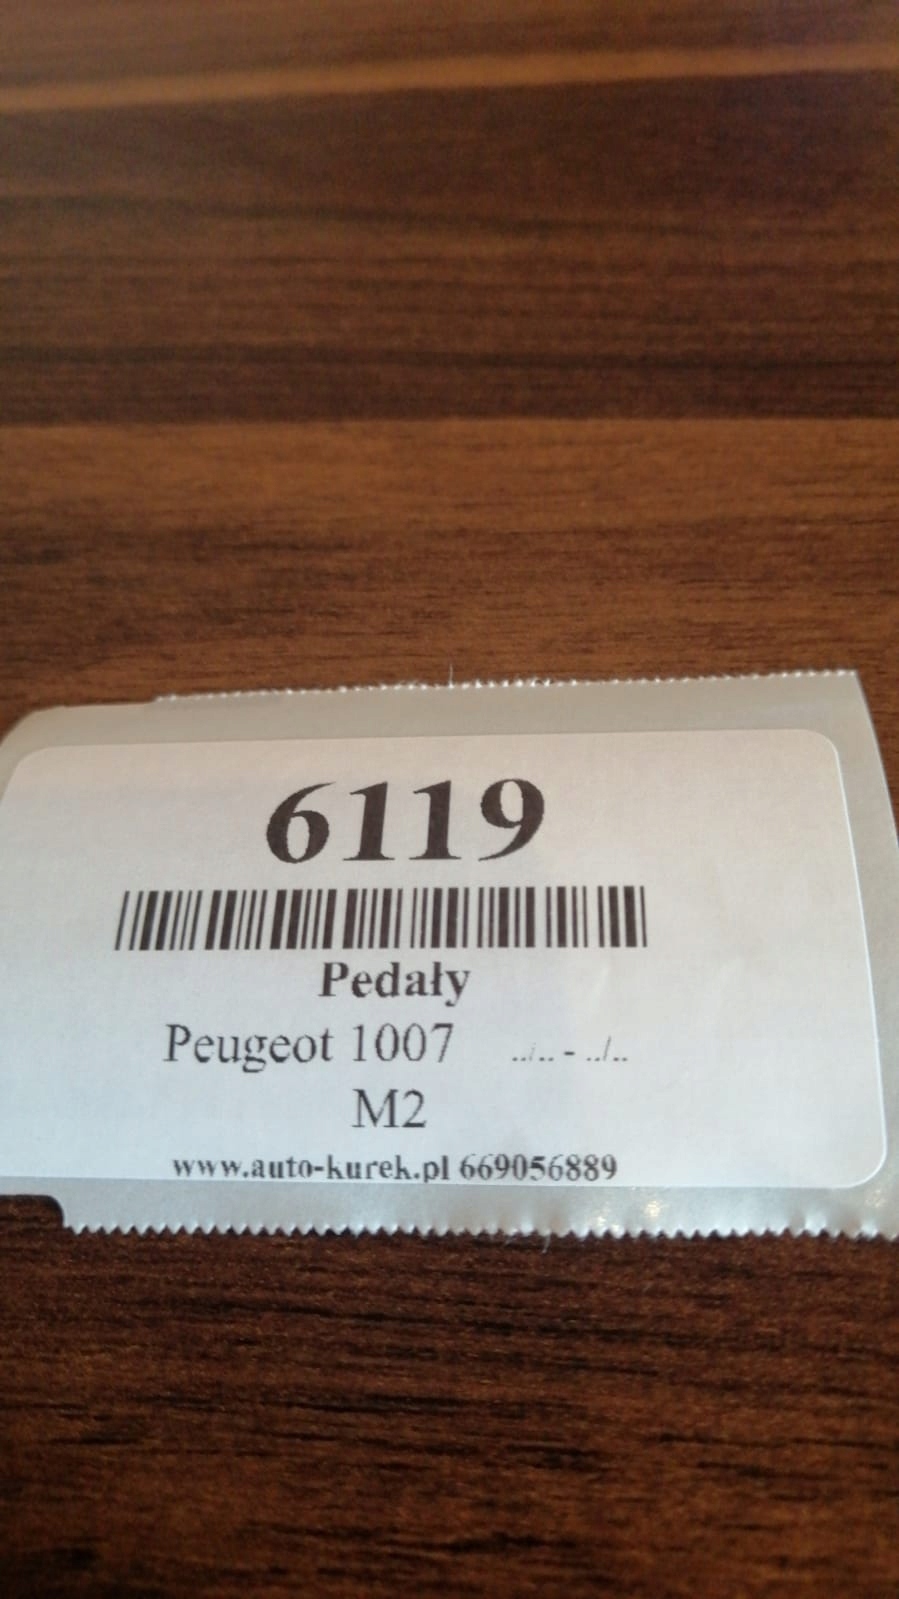 6119
Pedały
Peugeot 1007 ../.. - ../..
M2
www.auto-kurek.pl 669056889